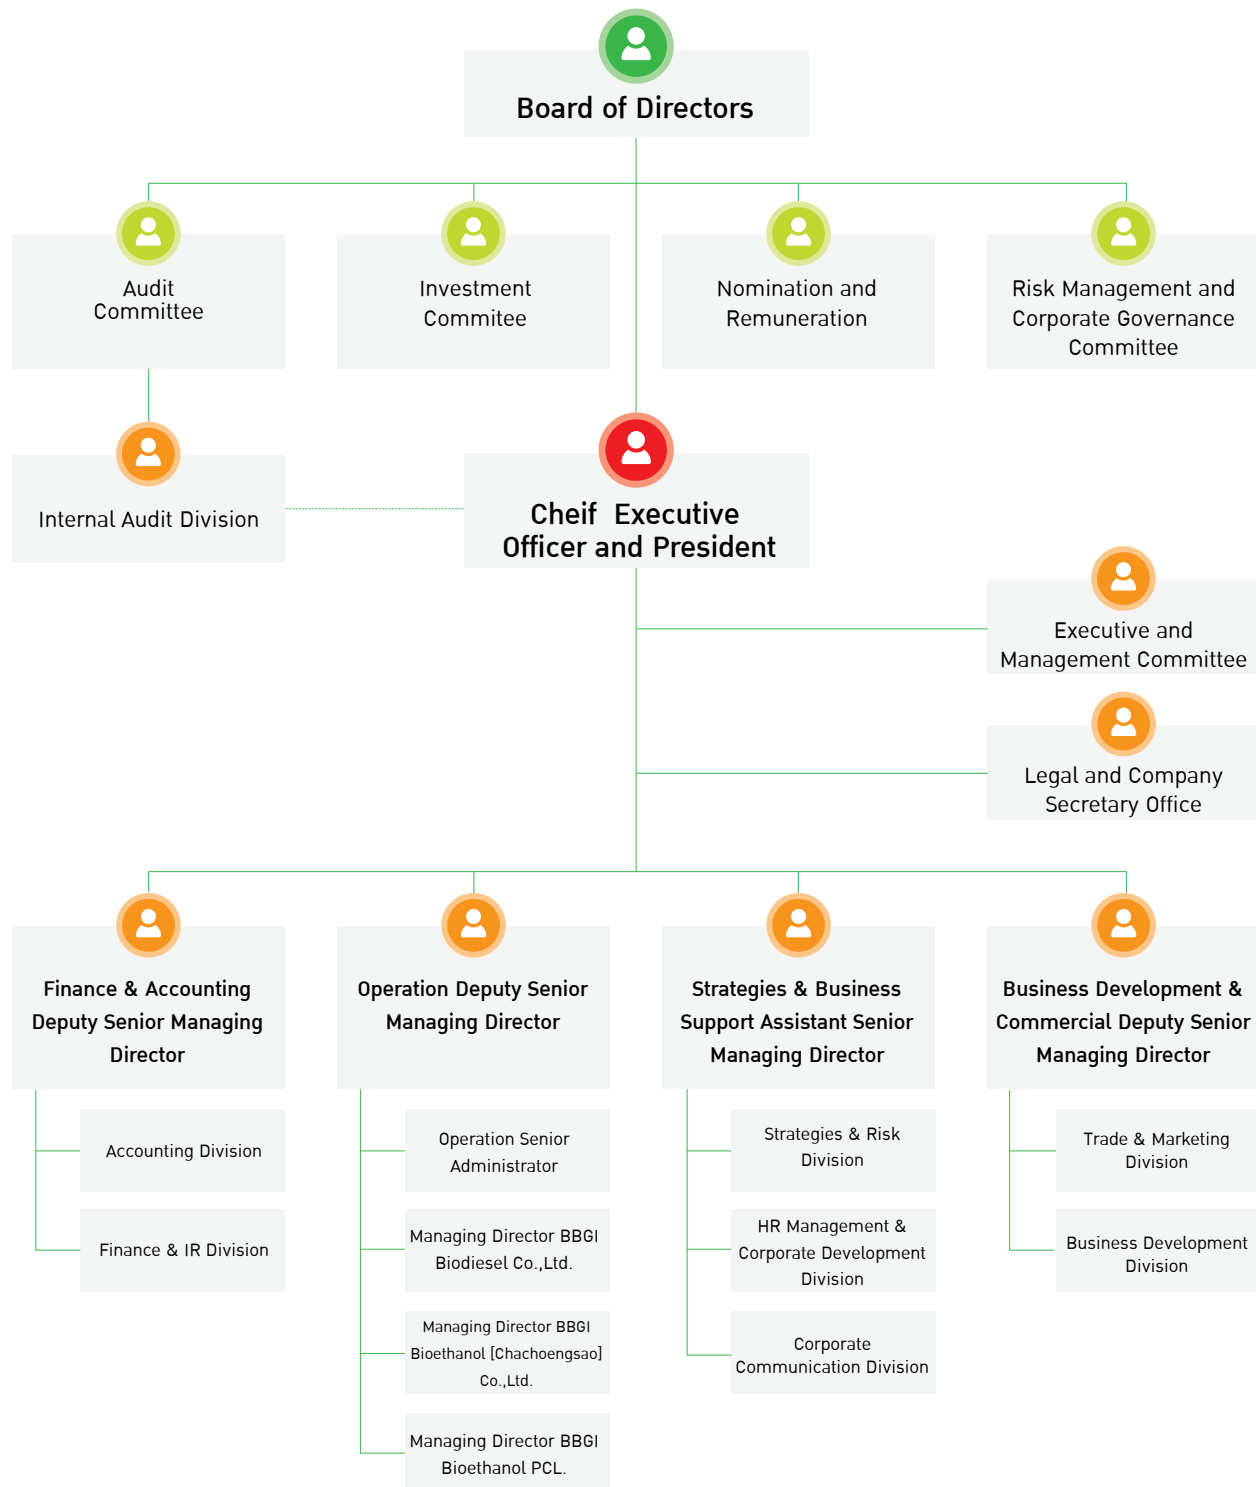 Board of Directors
Audit
Committee
Investment
Commitee
Nomination and
Remuneration
Risk Management and
Corporate Governance
Committee
Internal Audit Division
Cheif Executive
Officer and President
Executive and
Management Committee
Legal and Company
Secretary Office
Finance & Accounting
Deputy Senior Managing
Director
Operation Deputy Senior
Managing Director
Strategies & Business
Support Assistant Senior
Managing Director
Business Development &
Commercial Deputy Senior
Managing Director
Accounting Division
Finance & IR Division
Operation Senior
Administrator
Managing Director BBGI
Biodiesel Co.,Ltd.
Managing Director BBGI
Bioethanol [Chachoengsao]
Co.,Ltd.
Managing Director BBGI
Bioethanol PCL.
Strategies & Risk
Division
HR Management &
Corporate Development
Division
Corporate
Communication Division
Trade & Marketing
Division
Business Development
Division